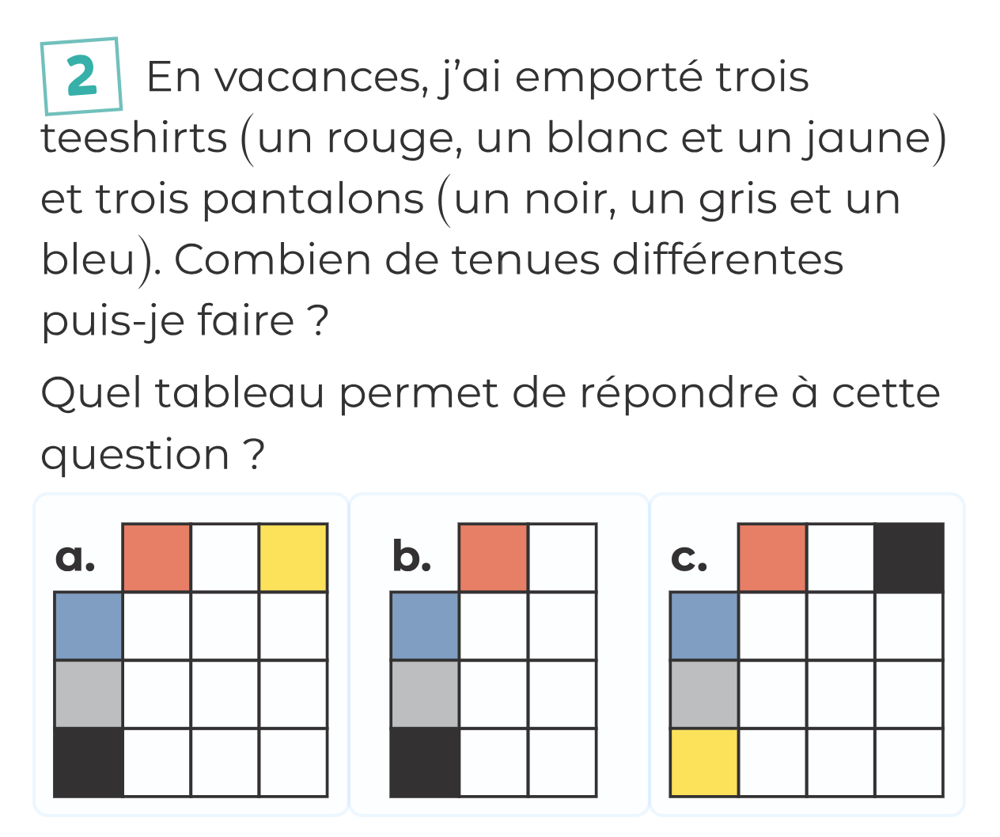 2 En vacances, j'ai emporté trois
teeshirts (un rouge, un blanc et un jaune)
et trois pantalons (un noir, un gris et un
bleu). Combien de tenues différentes
puis-je faire ?
Quel tableau permet de répondre à cette
question ?
a. b. c.